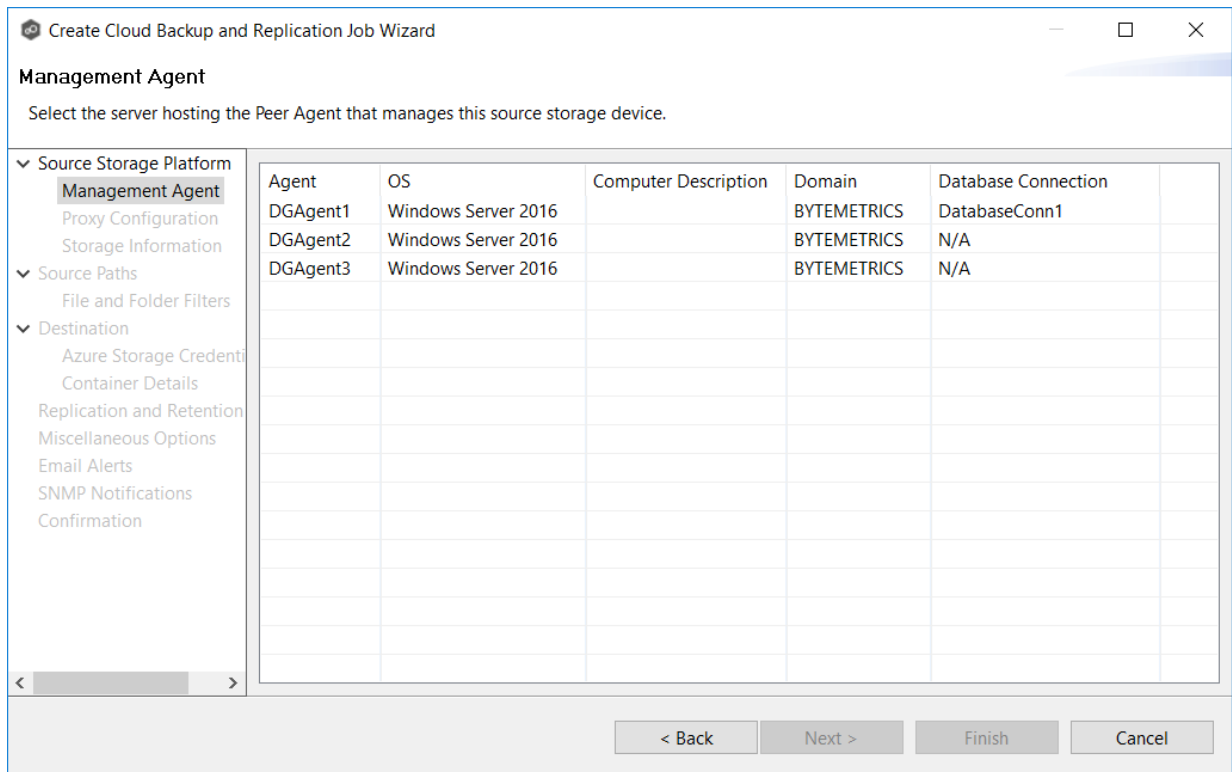 Create Cloud Backup and Replication Job Wizard
Management Agent
Select the server hosting the Peer Agent that manages this source storage device.
Source Storage Platform
Management Agent
Proxy Configuration
Storage Information
Source Paths
File and Folder Filters
Destination
Azure Storage Credenti
Container Details
Replication and Retention
Miscellaneous Options
Email Alerts
SNMP Notifications
Confirmation
Agent OS Computer Description Domain Database Connection
DGAgent1 Windows Server 2016 BYTEMETRICS DatabaseConn1
DGAgent2 Windows Server 2016 BYTEMETRICS N/A
DGAgent3 Windows Server 2016 BYTEMETRICS N/A
< Back Next > Finish Cancel